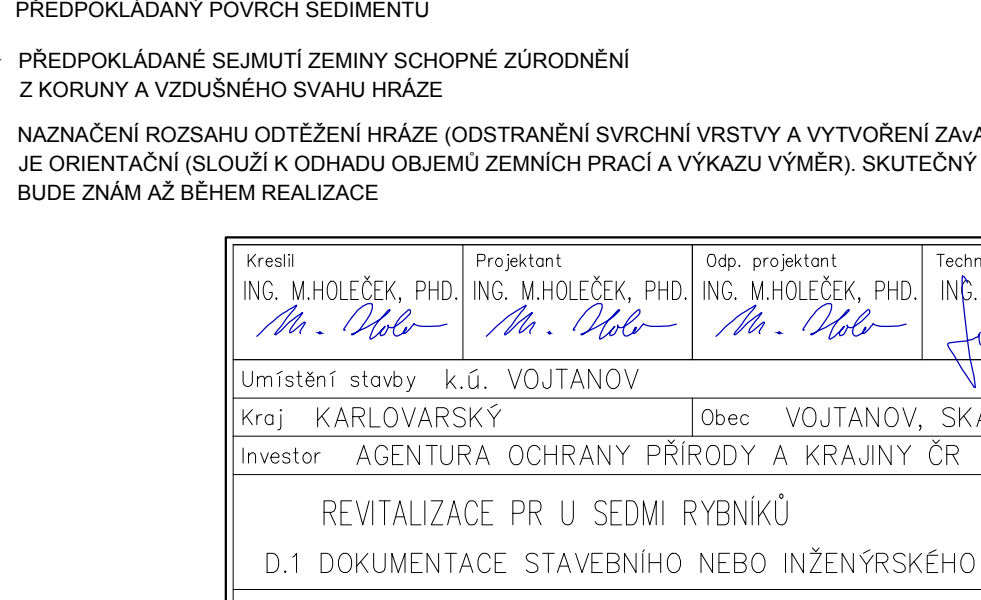 PŘEDPOKLÁDANÝ POVRCH SEDIMENTU
PŘEDPOKLÁDANÉ SEJMUTÍ ZEMINY SCHOPNÉ ZÚRODNĚNÍ
Z KORUNY A VZDUŠNÉHO SVAHU HRÁZE
NAZNAČENÍ ROZSAHU ODTĚŽENÍ HRÁZE (ODSTRANĚNÍ SVRCHNÍ VRSTVY A VYTVOŘENÍ
JE ORIENTAČNÍ (SLOUŽÍ K ODHADU OBJEMŮ ZEMNÍCH PRACÍ A VÝKAZU VÝMĚR). SKUTEČNÝ
BUDE ZNÁM AŽ BĚHEM REALIZACE
Kreslil Projektant Odp. projektant
ING. M.HOLEČEK, PHD. ING. M.HOLEČEK, PHD. ING. M.HOLEČEK, PHD. ING.
Umístění stavby k.ú. VOJTANOV
Kraj KARLOVARSKÝ Obec VOJTANOV,
Investor AGENTURA OCHRANY PŘÍRODY A KRAJINY ČR
REVITALIZACE PR U SEDMI RYBNÍKŮ
D.1 DOKUMENTACE STAVEBNÍHO NEBO INŽENÝRSKÉHO